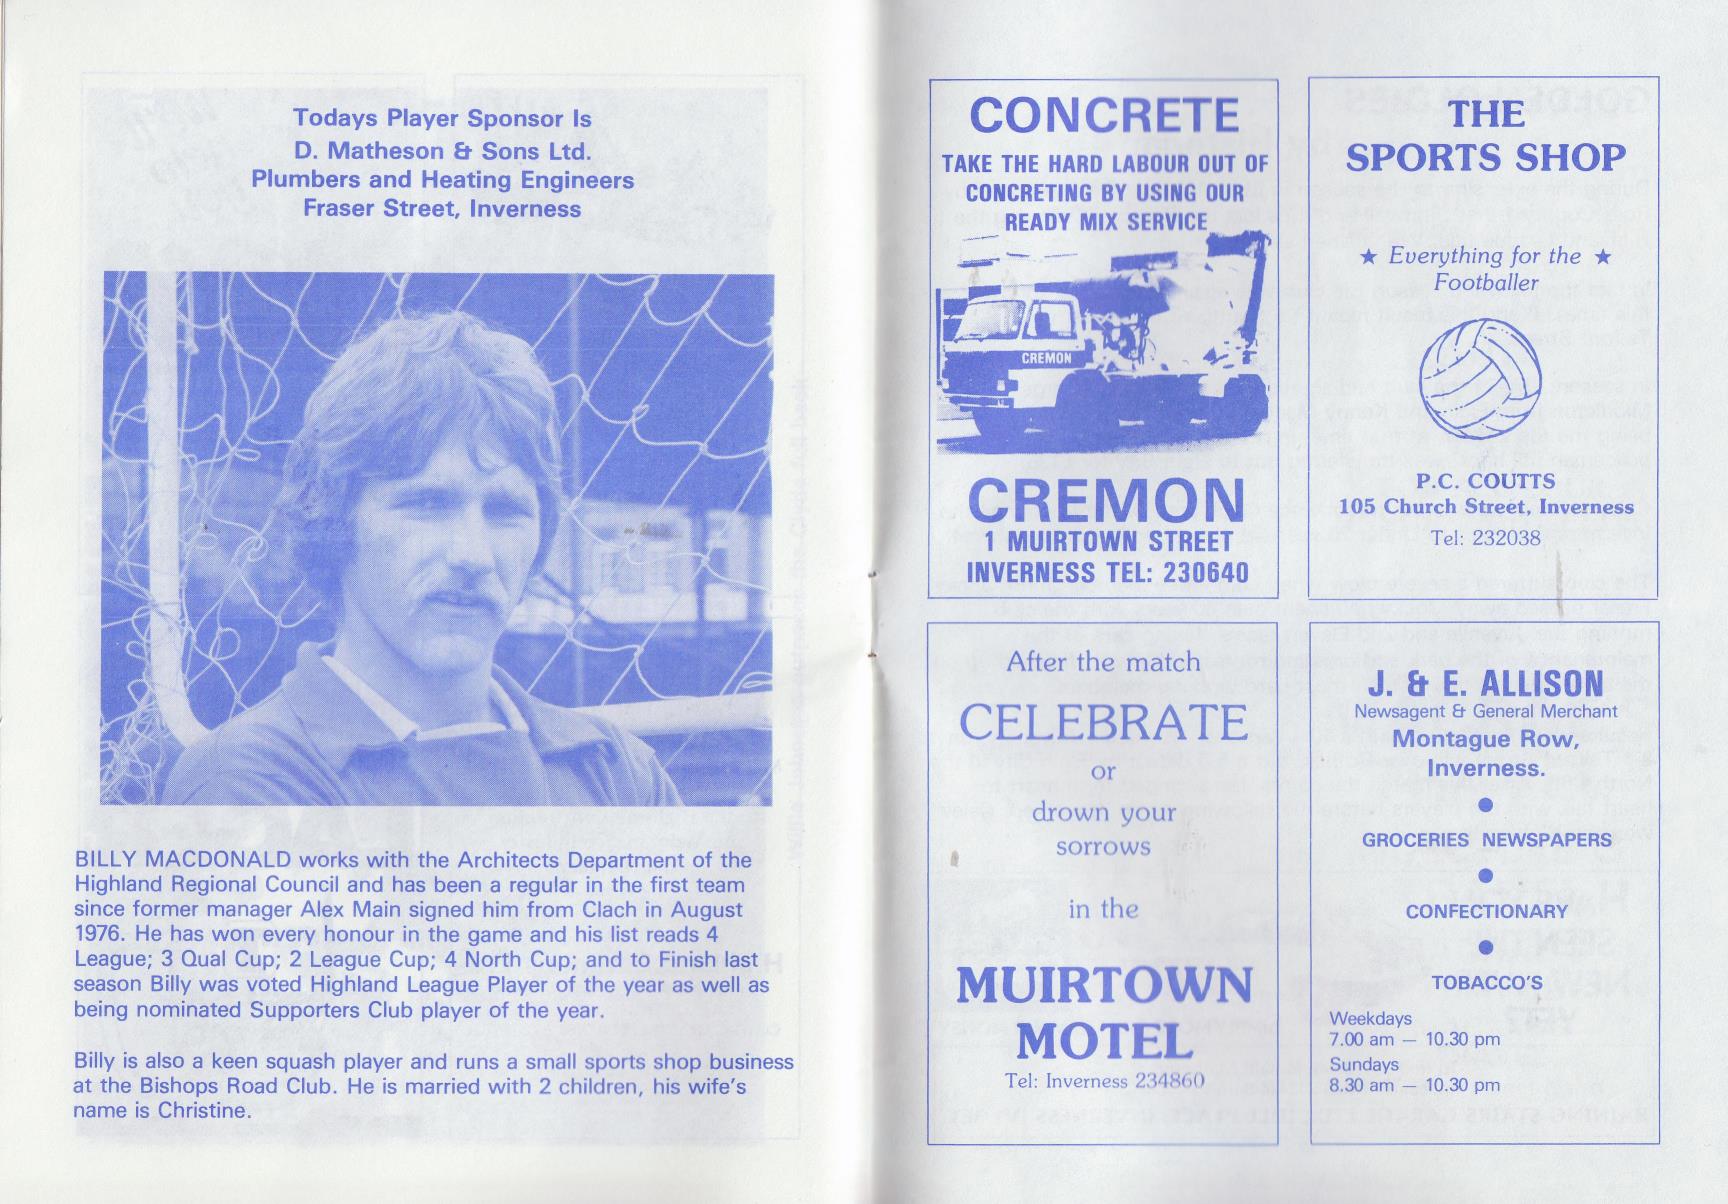 Todays Player Sponsor Is
D. Matheson & Sons Ltd.
Plumbers and Heating Engineers
Fraser Street, Inverness
BILLY MACDONALD works with the Architects Department of the
Highland Regional Council and has been a regular in the first team
since former manager Alex Main signed him from Clach in August
1976. He has won every honour in the game and his list reads 4
League; 3 Qual Cup; 2 League Cup; 4 North Cup; and to Finish last
season Billy was voted Highland League Player of the year as well as
being nominated Supporters Club player of the year.
Billy is also a keen squash player and runs a small sports shop business
at the Bishops Road Club. He is married with 2 children, his wife's
name is Christine.
CONCRETE
TAKE THE HARD LABOUR OUT OF
CONCRETING BY USING OUR
READY MIX SERVICE
CREMON
CREMON
1 MUIRTOWN STREET
INVERNESS TEL: 230640
THE
SPORTS SHOP
★ Everything for the ★
Footballer
P.C. COUTTS
105 Church Street, Inverness
Tel: 232038
After the match
CELEBRATE
or
drown your
sorrows
in the
MUIRTOWN
MOTEL
Tel: Inverness 234860
J. & E. ALLISON
Newsagent & General Merchant
Montague Row,
Inverness.
●
GROCERIES NEWSPAPERS
●
CONFECTIONARY
●
TOBACCO'S
Weekdays
7.00 am — 10.30 pm
Sundays
8.30 am — 10.30 pm